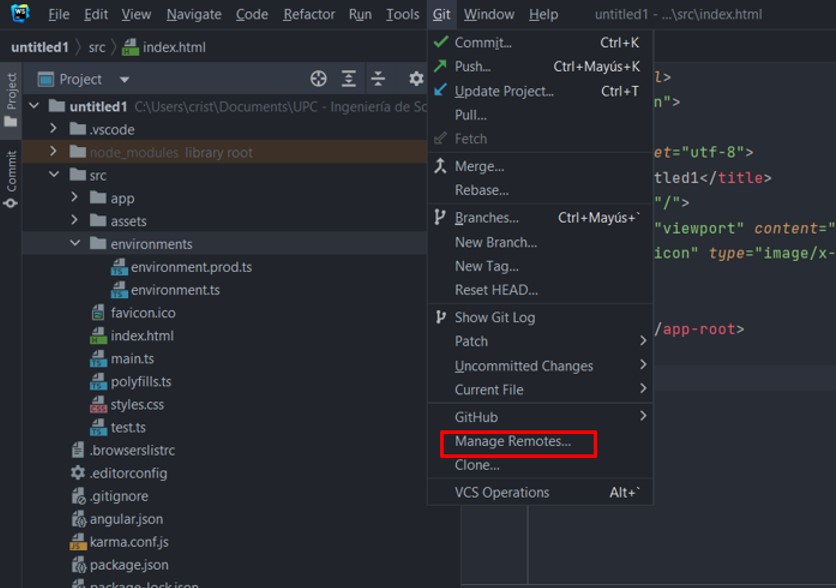 WS File Edit View Navigate Code Refactor Run Tools Git Window Help untitled1 - ...\src\index.html
untitled1 src index.html
Project
Project
Commit
untitled1 C:\Users\crist\Documents\UPC - Ingeniería de So
.vscode
node_modules library root
src
app
assets
environments
environment.prod.ts
environment.ts
favicon.ico
index.html
main.ts
polyfills.ts
styles.css
test.ts
.browserslistrc
.editorconfig
.gitignore
angular.json
karma.conf.js
package.json
package-lock.json
Commit... Ctrl+K
Push... Ctrl+Mayús+K
Update Project... Ctrl+T
Pull...
Fetch
Merge...
Rebase...
Branches... Ctrl+Mayús+`
New Branch...
New Tag...
Reset HEAD...
Show Git Log
Patch
Uncommitted Changes
Current File
GitHub
Manage Remotes...
Clone...
VCS Operations Alt+`
l>
n">
et="utf-8">
tled1</title>
"/">
"viewport" content="
icon" type="image/x-
/app-root>